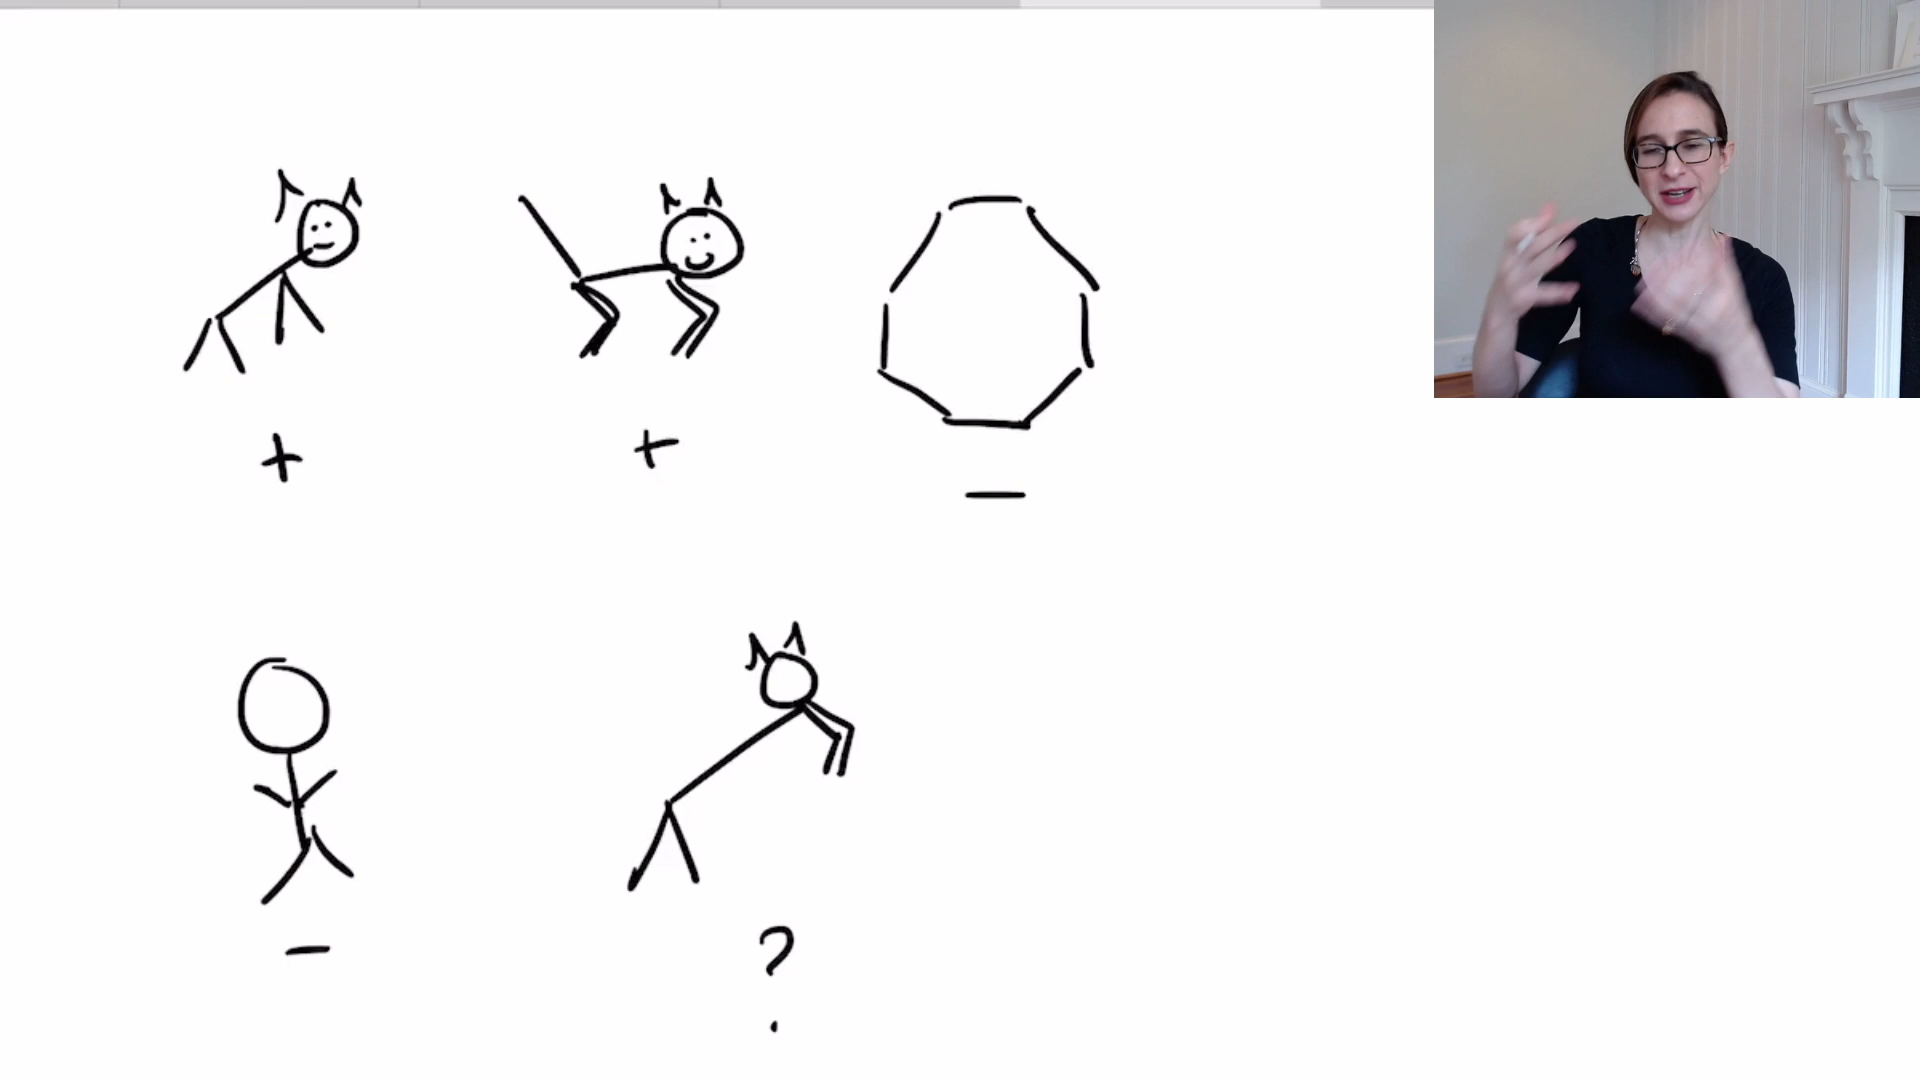 + + −
− ?